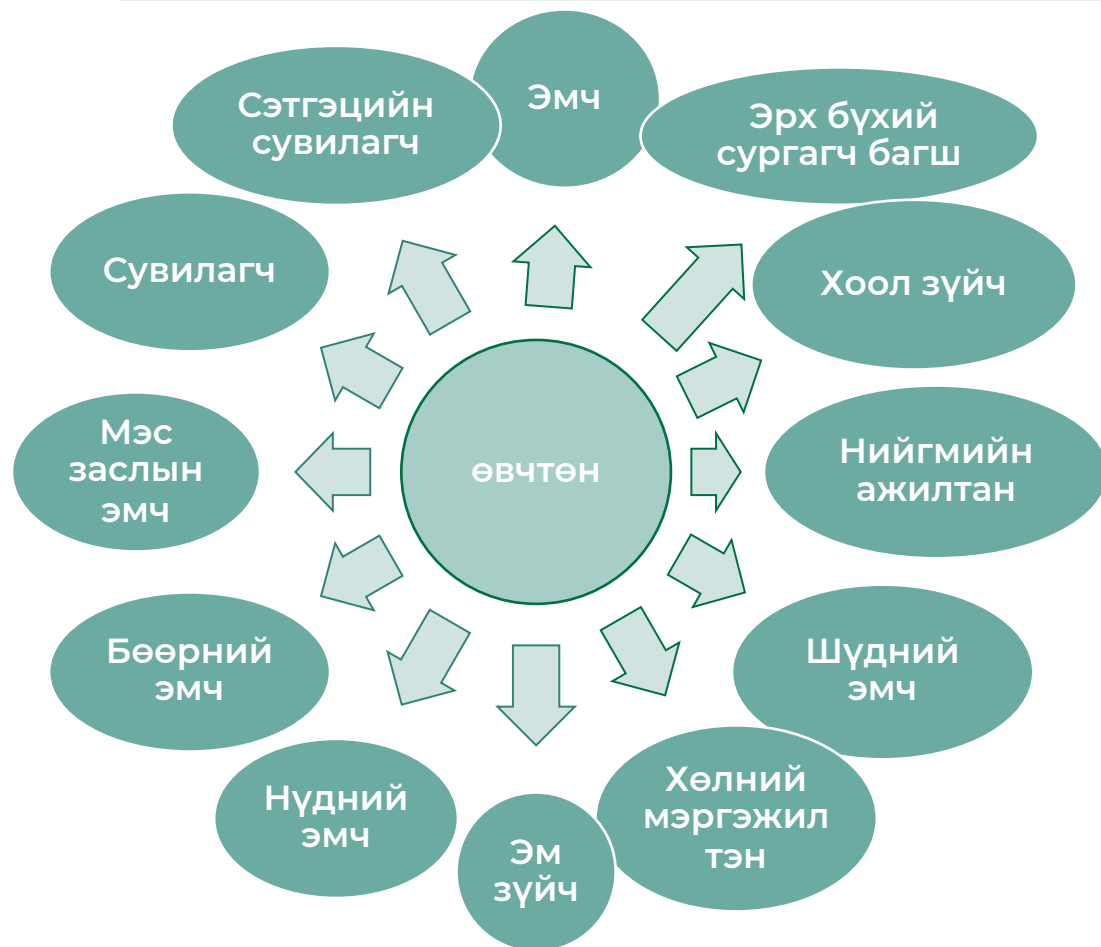 Эмч
Эрх бүхий
сургагч багш
Хоол зүйч
Нийгмийн
ажилтан
Шүдний
эмч
Хөлний
мэргэжил
тэн
Эм
зүйч
Нүдний
эмч
Бөөрний
эмч
Мэс
заслын
эмч
Сувилагч
Сэтгэцийн
сувилагч
өвчтөн